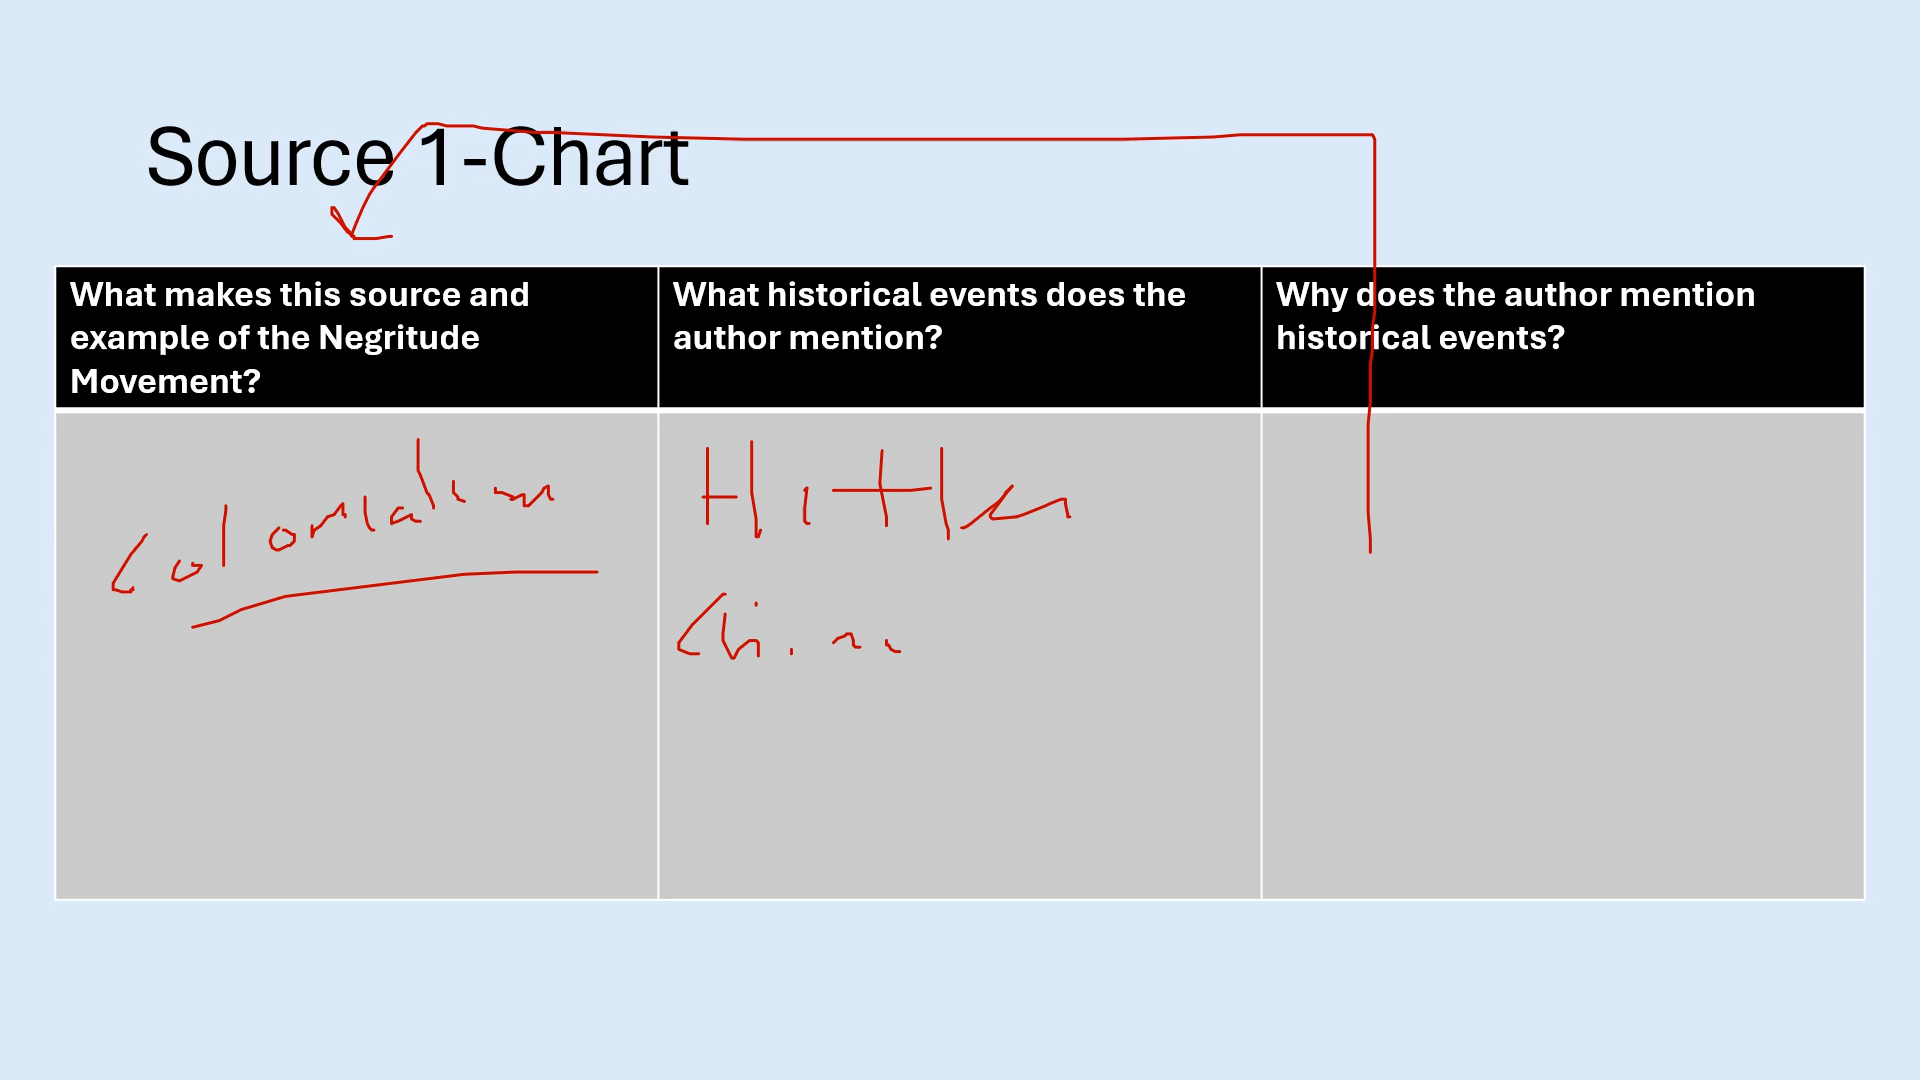 Source 1-Chart
What makes this source and
example of the Negritude
Movement?
What historical events does the
author mention?
Why does the author mention
historical events?
Colonialism
Hitler